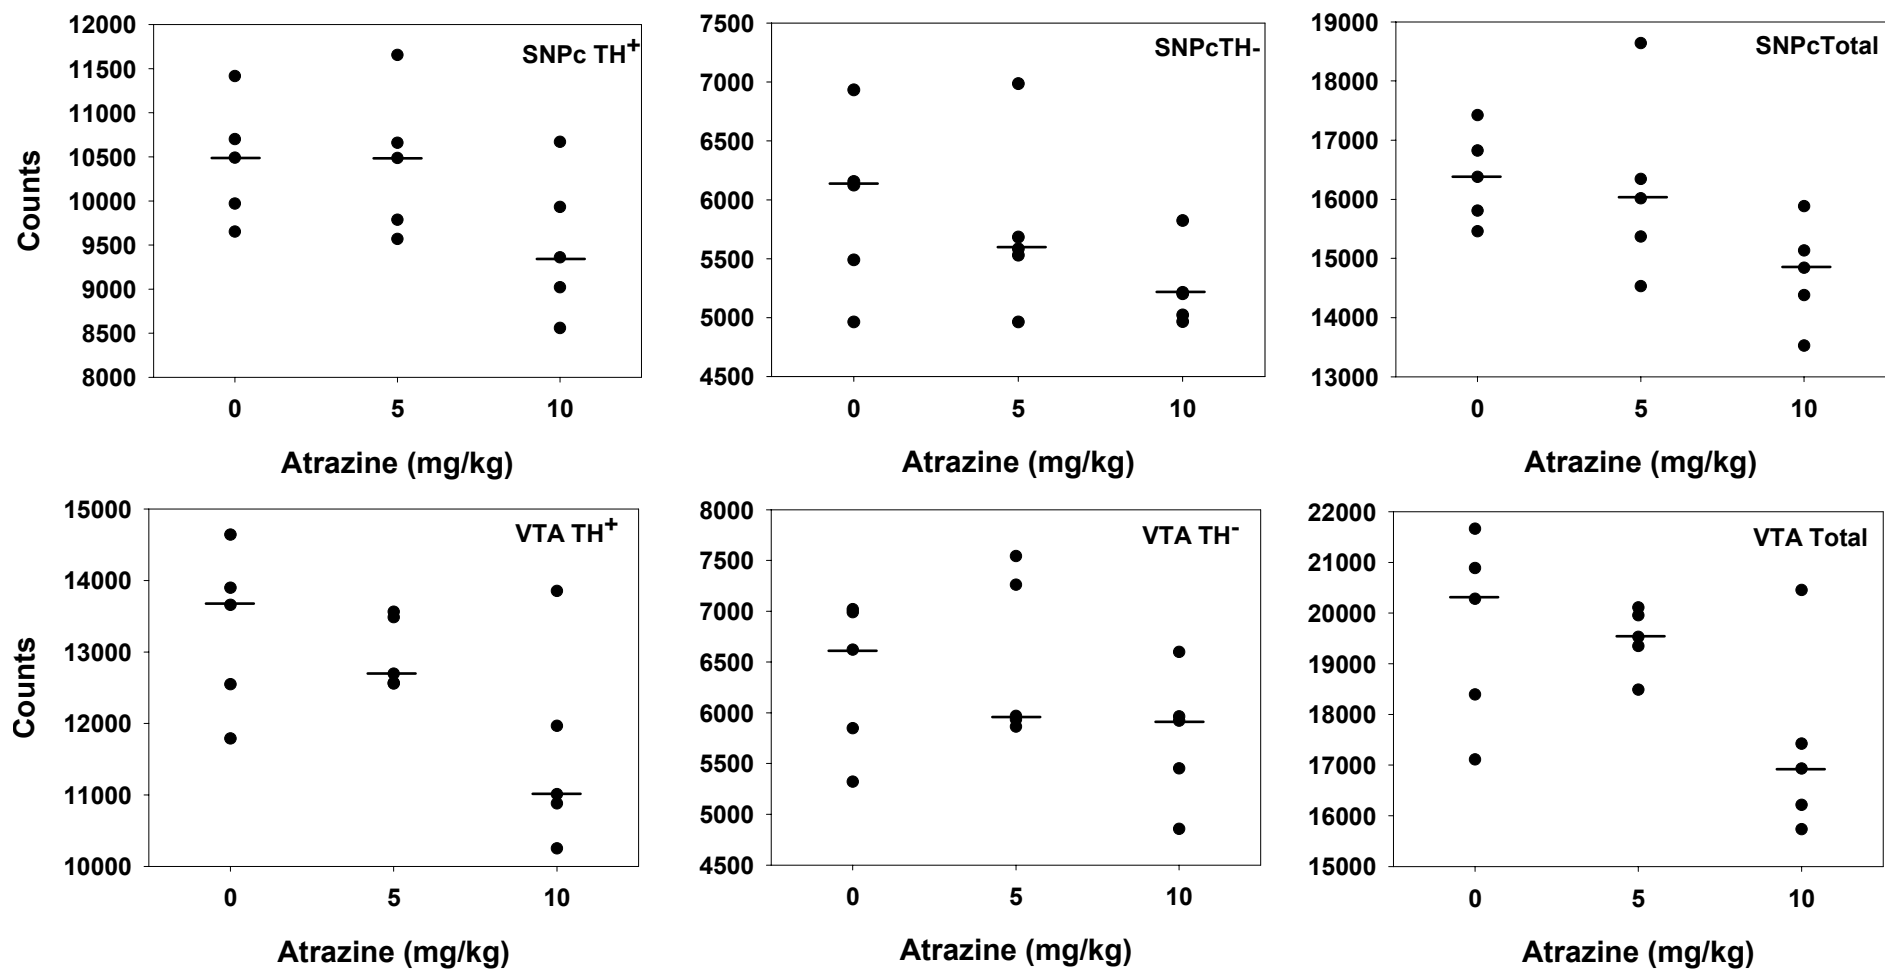 SNPc TH+
Counts
12000
11500
11000
10500
10000
9500
9000
8500
8000
0 5 10
Atrazine (mg/kg)
SNPcTH-
7500
7000
6500
6000
5500
5000
4500
0 5 10
Atrazine (mg/kg)
SNPcTotal
19000
18000
17000
16000
15000
14000
13000
0 5 10
Atrazine (mg/kg)
VTA TH+
Counts
15000
14000
13000
12000
11000
10000
0 5 10
Atrazine (mg/kg)
VTA TH-
8000
7500
7000
6500
6000
5500
5000
4500
0 5 10
Atrazine (mg/kg)
VTA Total
22000
21000
20000
19000
18000
17000
16000
15000
0 5 10
Atrazine (mg/kg)